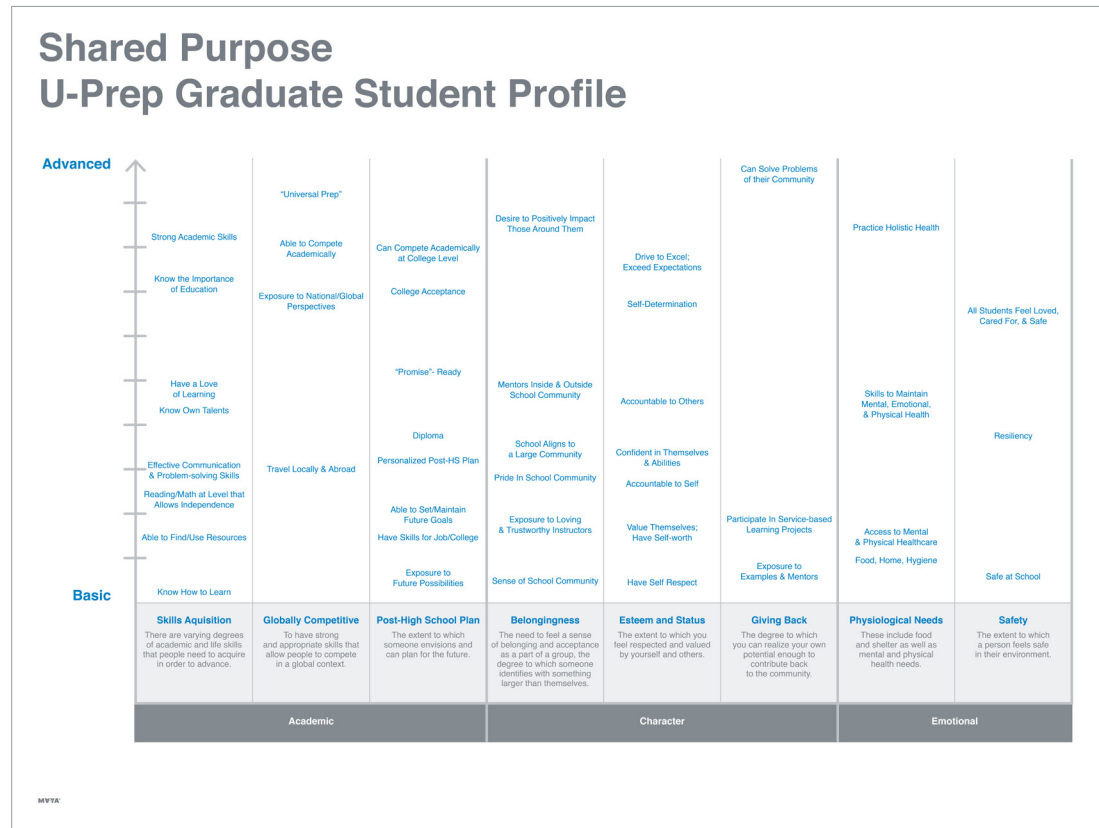 Shared Purpose
U-Prep Graduate Student Profile
Advanced
Basic
Strong Academic Skills
Know the Importance
of Education
Have a Love
of Learning
Know Own Talents
Effective Communication
& Problem-solving Skills
Reading/Math at Level that
Allows Independence
Able to Find/Use Resources
Know How to Learn
Skills Aquisition
There are varying degrees
of academic and life skills
that people need to acquire
in order to advance.
“Universal Prep”
Able to Compete
Academically
Exposure to National/Global
Perspectives
Travel Locally & Abroad
Globally Competitive
To have strong
and appropriate skills that
allow people to compete
in a global context.
Can Compete Academically
at College Level
College Acceptance
“Promise”- Ready
Diploma
Personalized Post-HS Plan
Able to Set/Maintain
Future Goals
Have Skills for Job/College
Exposure to
Future Possibilities
Post-High School Plan
The extent to which
someone envisions and
can plan for the future.
Desire to Positively Impact
Those Around Them
Mentors Inside & Outside
School Community
School Aligns to
a Large Community
Pride In School Community
Exposure to Loving
& Trustworthy Instructors
Sense of School Community
Belongingness
The need to feel a sense
of belonging and acceptance
as a part of a group, the
degree to which someone
identifies with something
larger than themselves.
Drive to Excel;
Exceed Expectations
Self-Determination
Accountable to Others
Confident in Themselves
& Abilities
Accountable to Self
Value Themselves;
Have Self-worth
Have Self Respect
Esteem and Status
The extent to which you
feel respected and valued
by yourself and others.
Can Solve Problems
of their Community
Participate In Service-based
Learning Projects
Exposure to
Examples & Mentors
Giving Back
The degree to which
you can realize your own
potential enough to
contribute back
to the community.
Practice Holistic Health
Skills to Maintain
Mental, Emotional,
& Physical Health
Access to Mental
& Physical Healthcare
Food, Home, Hygiene
Physiological Needs
These include food
and shelter as well as
mental and physical
health needs.
All Students Feel Loved,
Cared For, & Safe
Resiliency
Safe at School
Safety
The extent to which
a person feels safe
in their environment.
Academic
Character
Emotional
MAYA